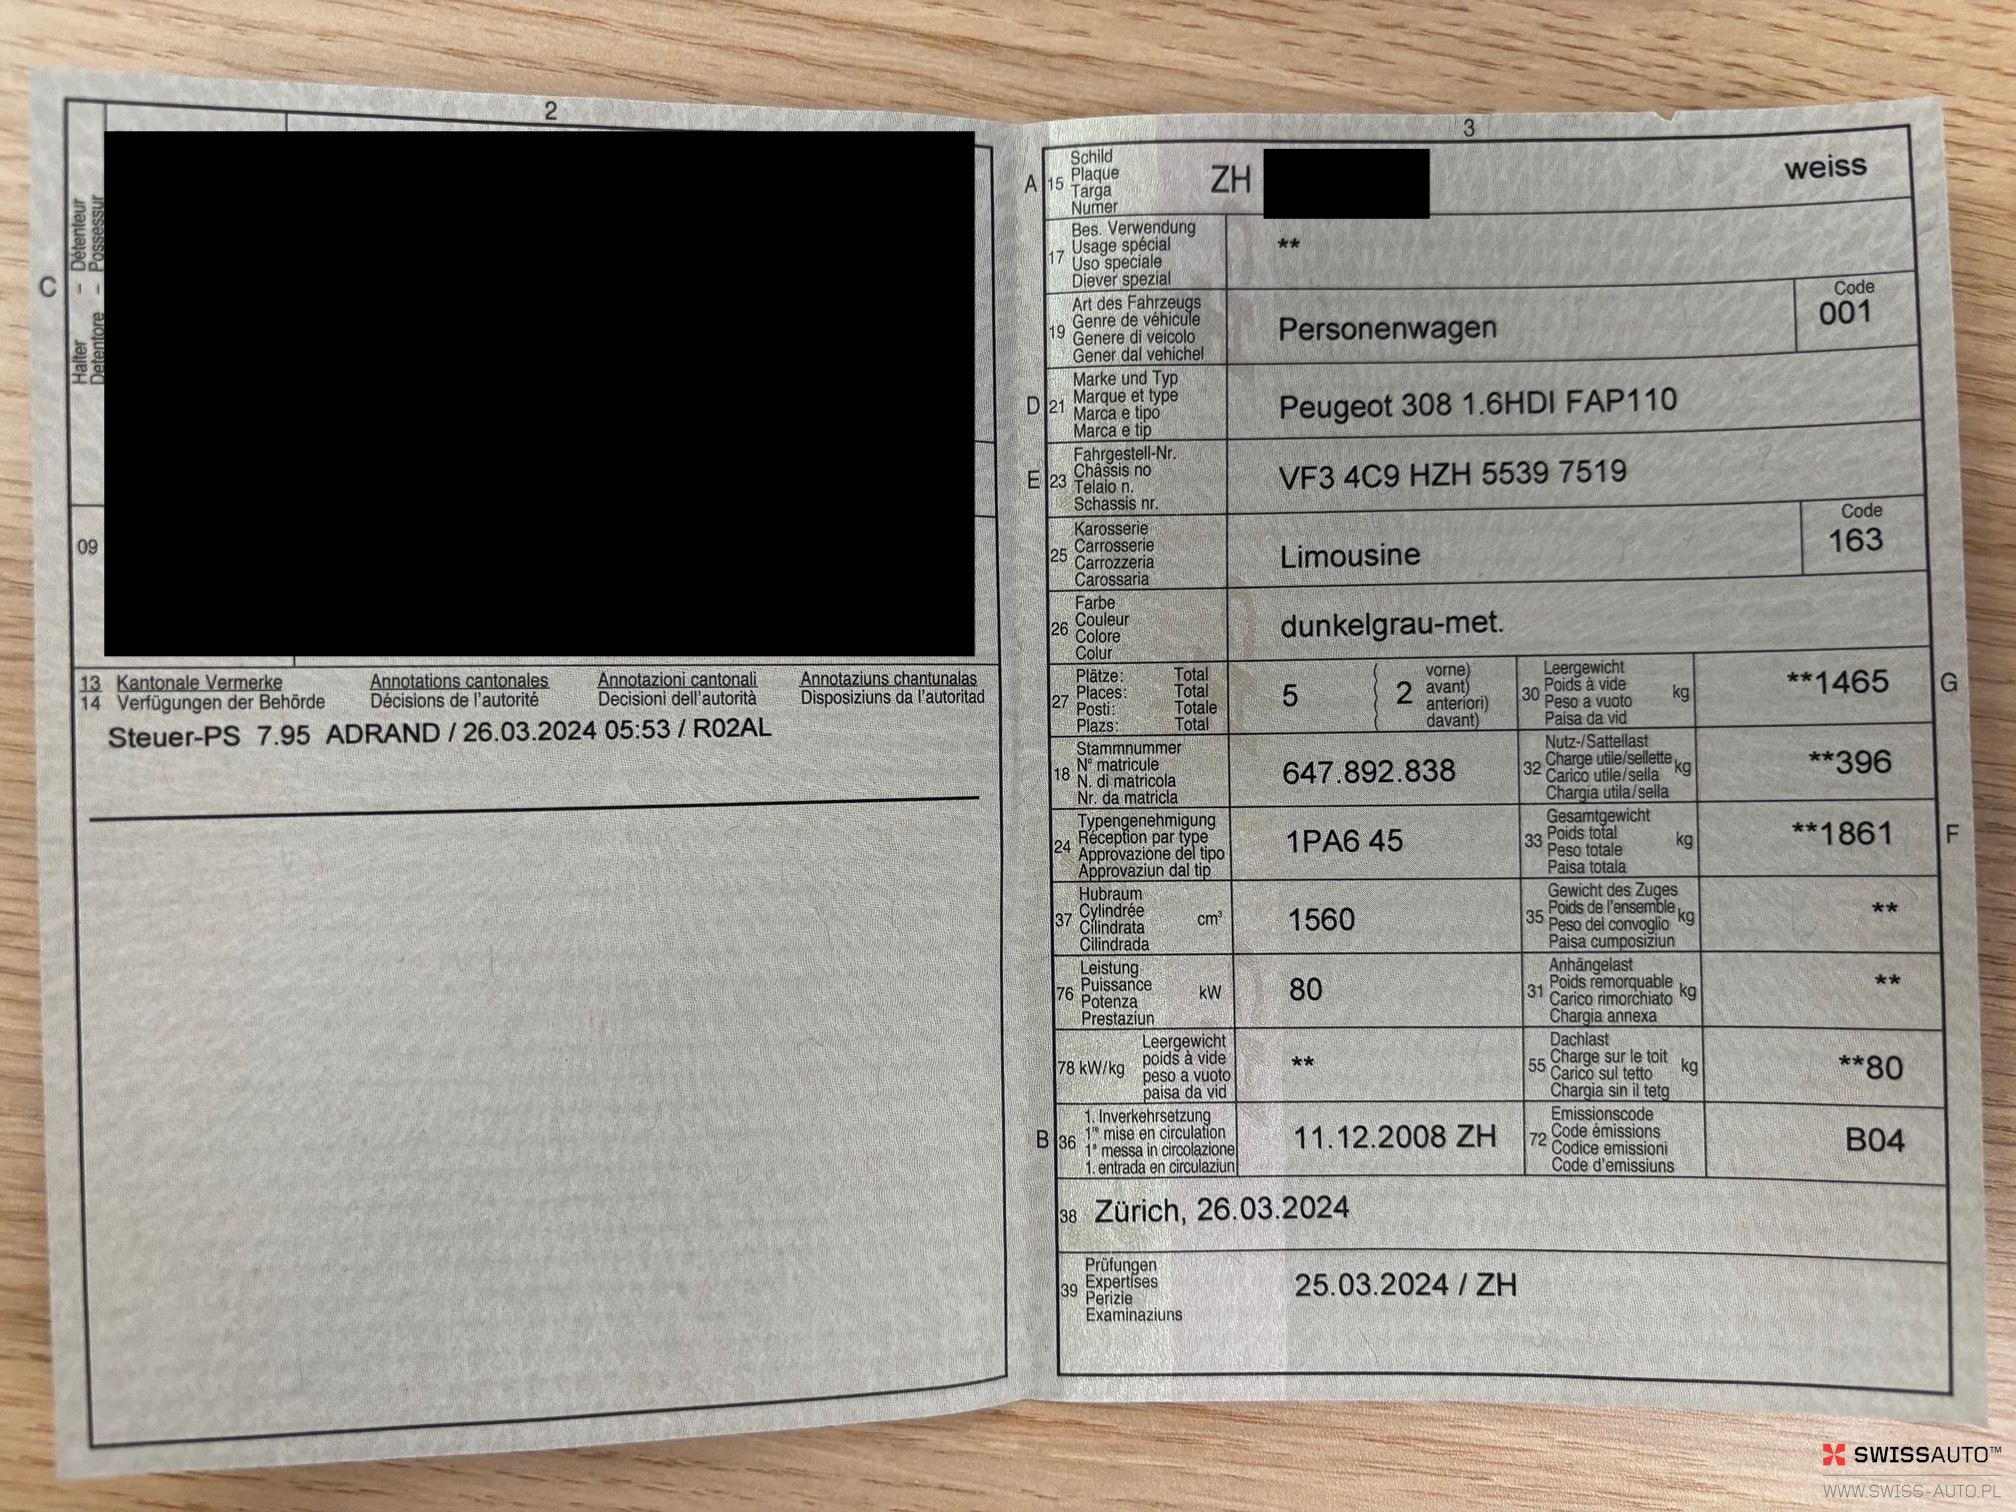 2
Halter - Détenteur
Detentore - Possessur
C
09
13 Kantonale Vermerke Annotations cantonales Annotazioni cantonali Annotaziuns chantunalas
14 Verfügungen der Behörde Décisions de l'autorité Decisioni dell'autorità Disposiziuns da l'autoritad
Steuer-PS 7.95 ADRAND / 26.03.2024 05:53 / R02AL
3
A 15 Schild
Plaque
Targa
Numer
ZH
weiss
17 Bes. Verwendung
Usage spécial
Uso speciale
Diever spezial
**
19 Art des Fahrzeugs
Genre de véhicule
Genere di veicolo
Gener dal vehichel
Personenwagen
Code
001
D 21 Marke und Typ
Marque et type
Marca e tipo
Marca e tip
Peugeot 308 1.6HDI FAP110
E 23 Fahrgestell-Nr.
Châssis no
Telaio n.
Schassis nr.
VF3 4C9 HZH 5539 7519
25 Karosserie
Carrosserie
Carrozzeria
Carossaria
Limousine
Code
163
26 Farbe
Couleur
Colore
Colur
dunkelgrau-met.
27 Plätze: Total
Places: Total
Posti: Totale
Plazs: Total
5
( 2 vorne)
avant)
anteriori)
davant)
30 Leergewicht
Poids à vide
Peso a vuoto
Paisa da vid
kg
**1465
G
18 Stammnummer
N° matricule
N. di matricola
Nr. da matricla
647.892.838
32 Nutz-/Sattellast
Charge utile/sellette
Carico utile/sella
Chargia utila/sella
kg
**396
24 Typengenehmigung
Réception par type
Approvazione del tipo
Approvaziun dal tip
1PA6 45
33 Gesamtgewicht
Poids total
Peso totale
Paisa totala
kg
**1861
F
37 Hubraum
Cylindrée
Cilindrata
Cilindrada
cm³
1560
35 Gewicht des Zuges
Poids de l'ensemble
Peso del convoglio
Paisa cumposiziun
kg
**
76 Leistung
Puissance
Potenza
Prestaziun
kW
80
31 Anhängelast
Poids remorquable
Carico rimorchiato
Chargia annexa
kg
**
78 kW/kg Leergewicht
poids à vide
peso a vuoto
paisa da vid
**
55 Dachlast
Charge sur le toit
Carico sul tetto
Chargia sin il tetg
kg
**80
B 36 1. Inverkehrsetzung
1re mise en circulation
1a messa in circolazione
1. entrada en circulaziun
11.12.2008 ZH
72 Emissionscode
Code émissions
Codice emissioni
Code d'emissiuns
B04
38 Zürich, 26.03.2024
39 Prüfungen
Expertises
Perizie
Examinaziuns
25.03.2024 / ZH
SWISSAUTO™
WWW.SWISS-AUTO.PL